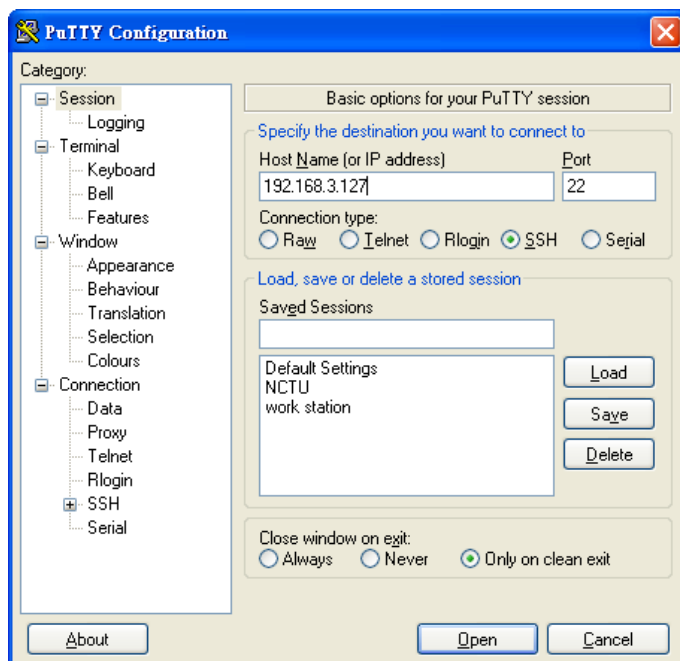 PuTTY Configuration
Category:
Session
Logging
Terminal
Keyboard
Bell
Features
Window
Appearance
Behaviour
Translation
Selection
Colours
Connection
Data
Proxy
Telnet
Rlogin
SSH
Serial
Basic options for your PuTTY session
Specify the destination you want to connect to
Host Name (or IP address) Port
192.168.3.127 22
Connection type:
Raw Telnet Rlogin SSH Serial
Load, save or delete a stored session
Saved Sessions
Default Settings
NCTU
work station
Load
Save
Delete
Close window on exit:
Always Never Only on clean exit
About Open Cancel